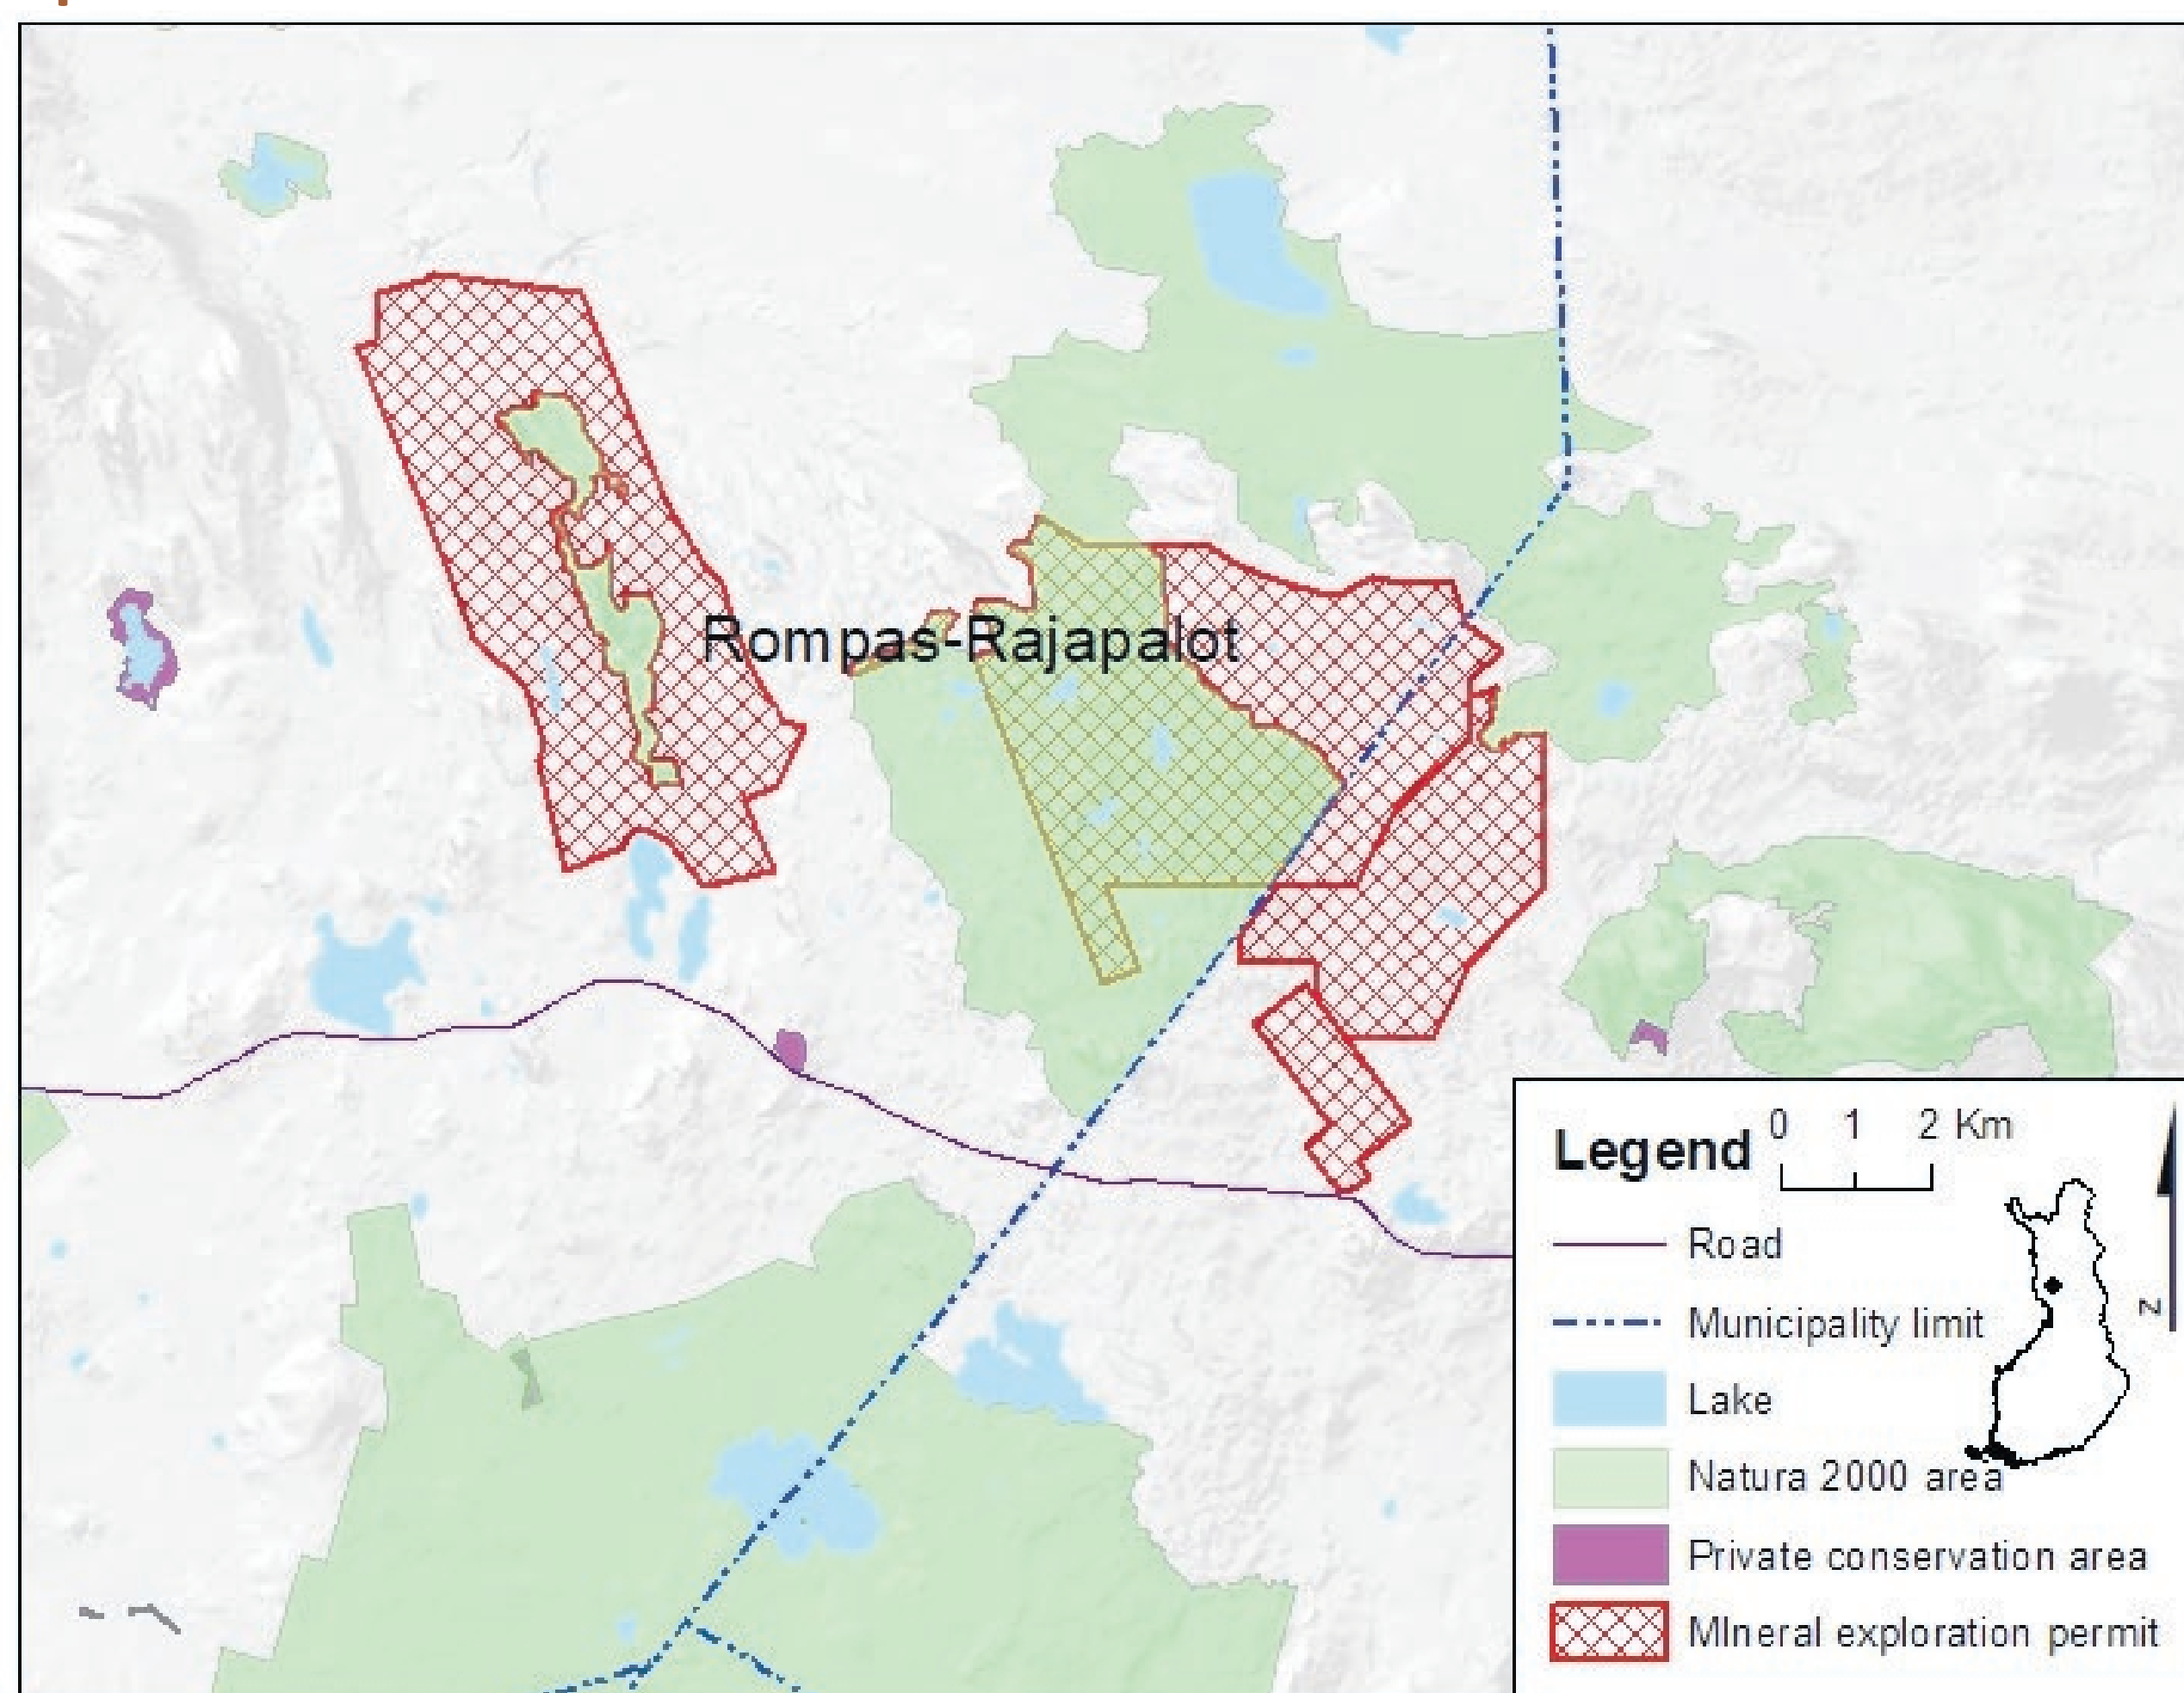 Rompas-Rajapalot
Legend
0 1 2 Km
Road
Municipality limit
Lake
Natura 2000 area
Private conservation area
MIneral exploration permit
N